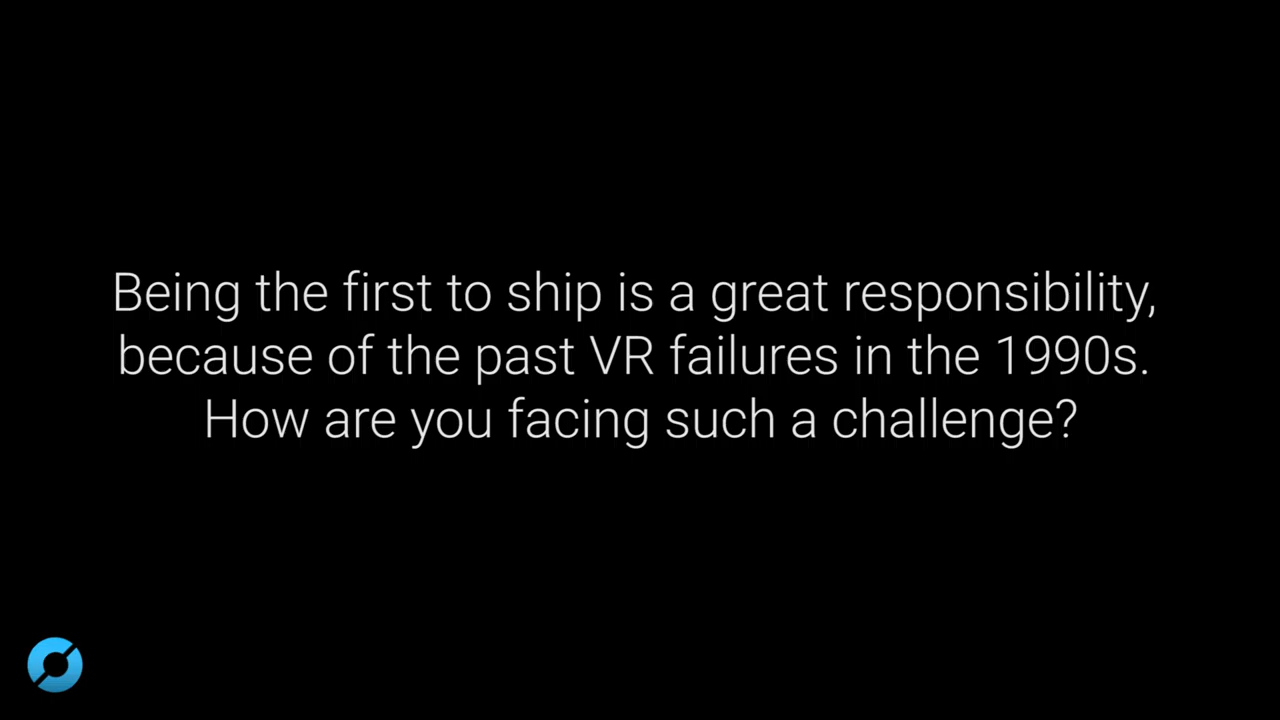 Being the first to ship is a great responsibility,
because of the past VR failures in the 1990s.
How are you facing such a challenge?